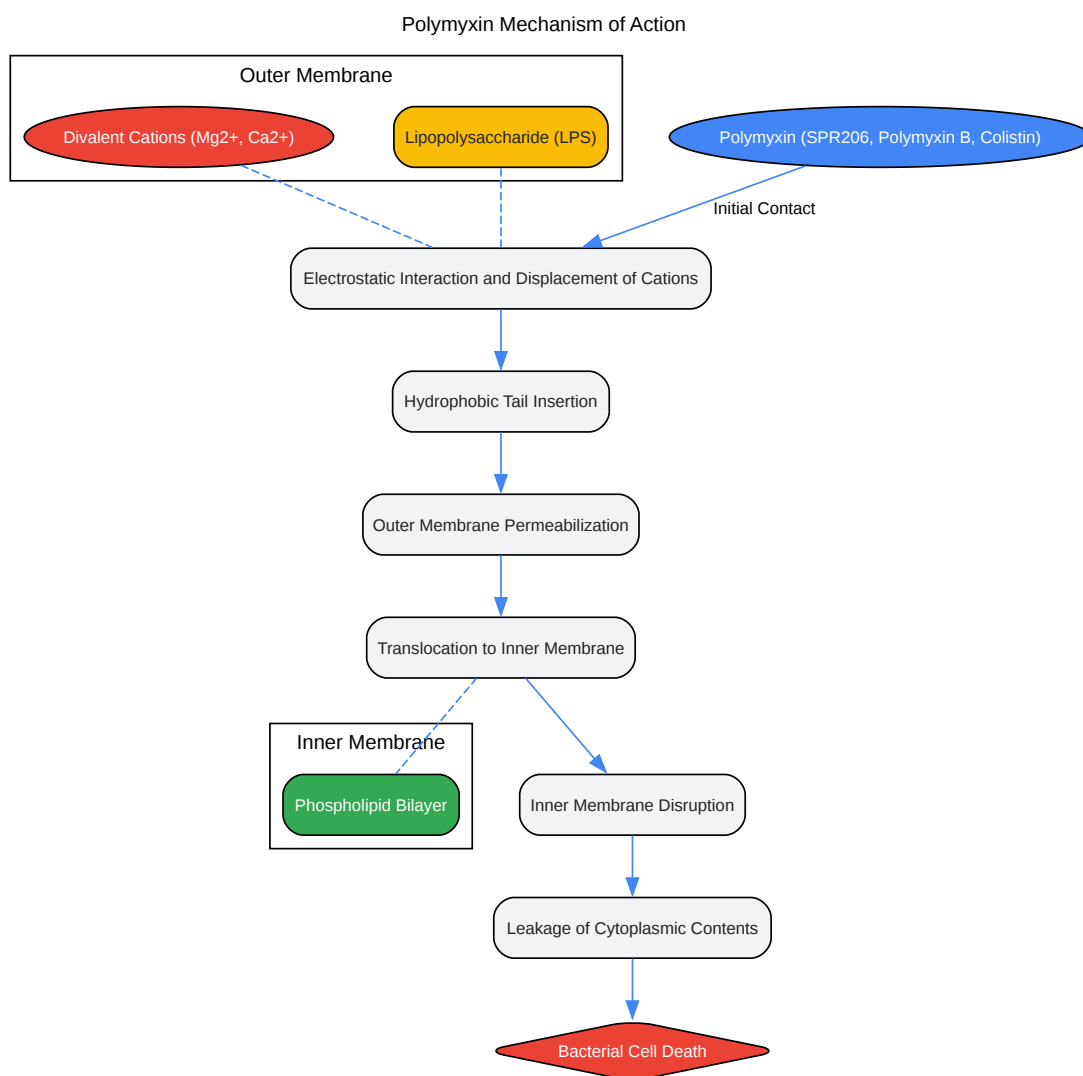 Polymyxin Mechanism of Action
Outer Membrane
Divalent Cations (Mg2+, Ca2+)
Lipopolysaccharide (LPS)
Polymyxin (SPR206, Polymyxin B, Colistin)
Initial Contact
Electrostatic Interaction and Displacement of Cations
Hydrophobic Tail Insertion
Outer Membrane Permeabilization
Translocation to Inner Membrane
Inner Membrane
Phospholipid Bilayer
Inner Membrane Disruption
Leakage of Cytoplasmic Contents
Bacterial Cell Death